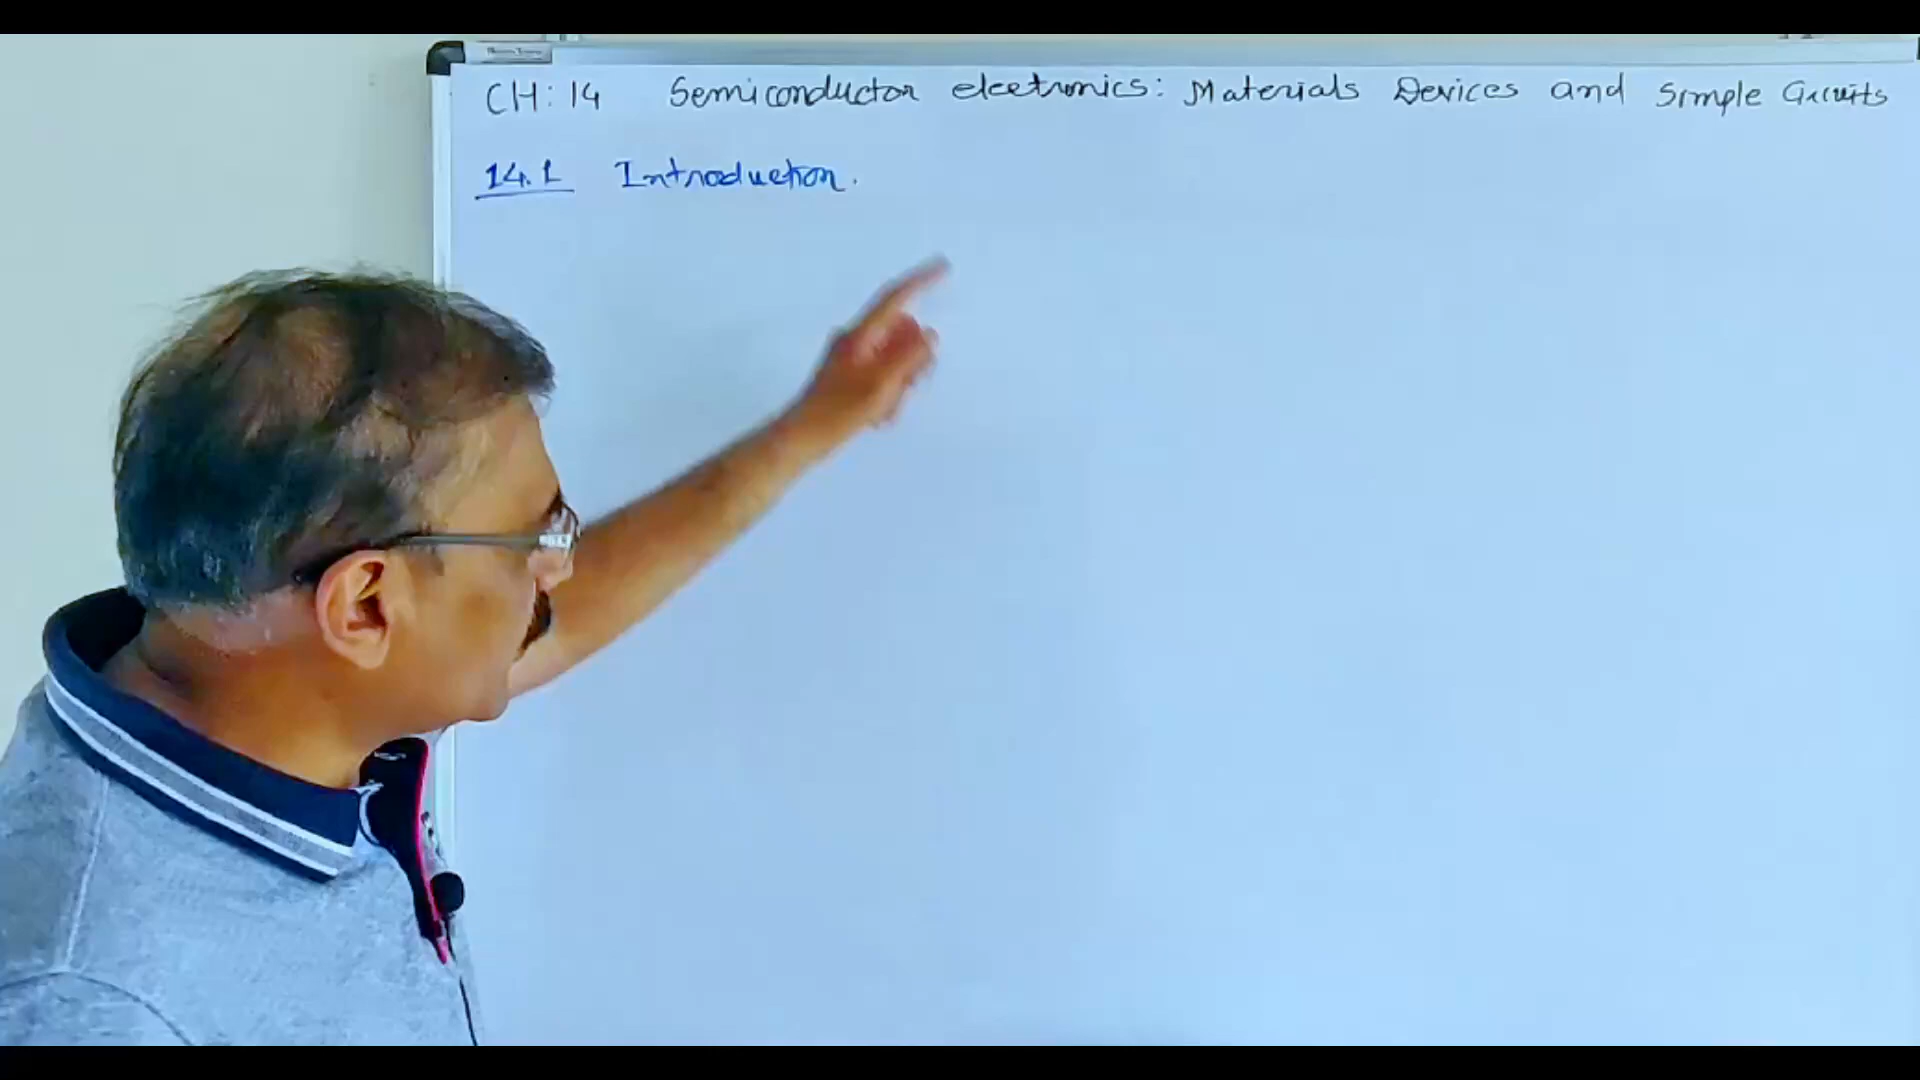 CH: 14 Semiconductor electronics: Materials Devices and Simple Circuits
14.1 Introduction.